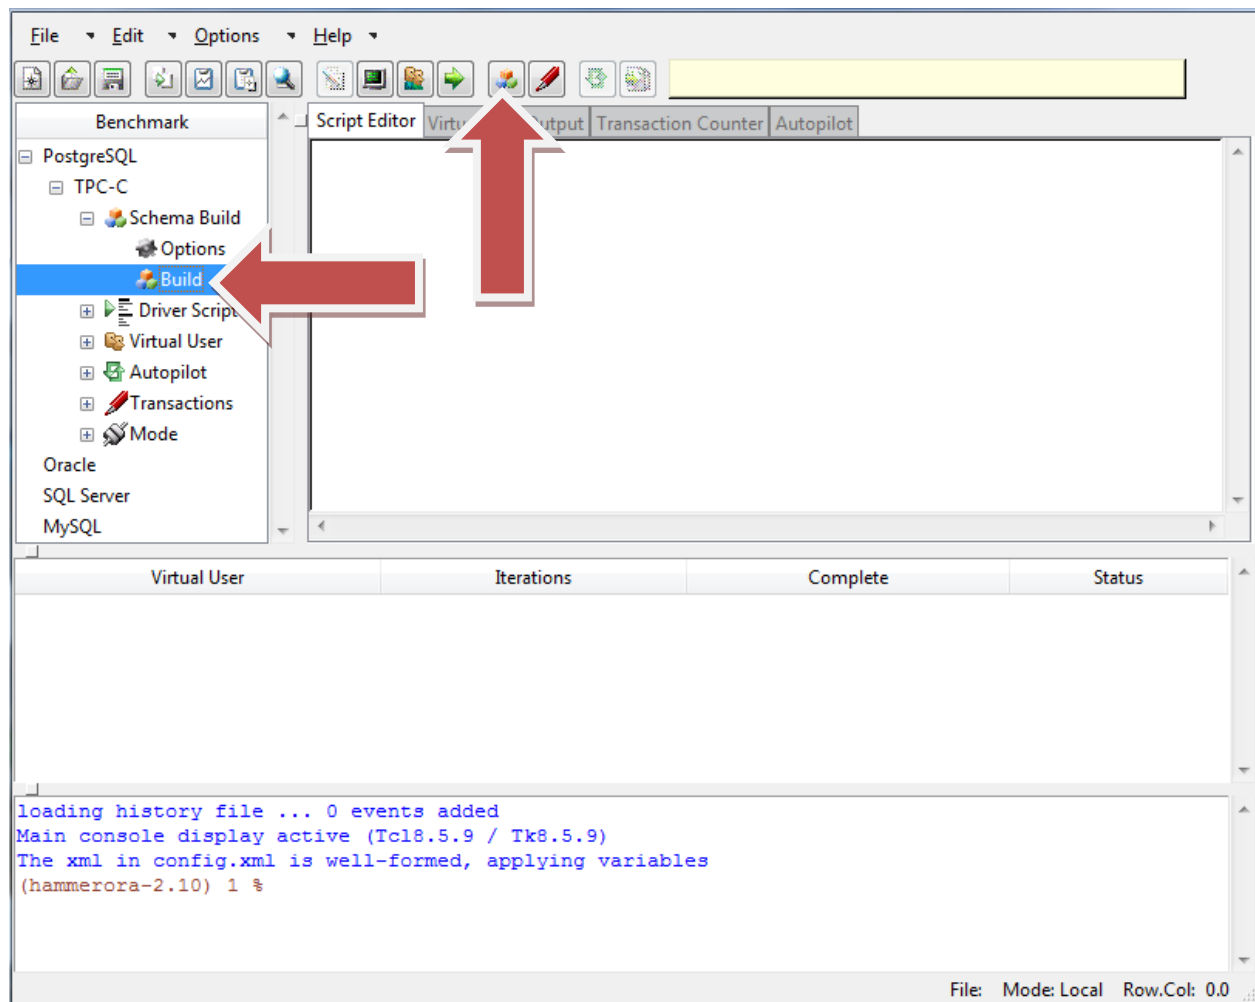 File Edit Options Help
Benchmark
Script Editor Transaction Counter Autopilot
PostgreSQL
TPC-C
Schema Build
Options
Build
Driver Script
Virtual User
Autopilot
Transactions
Mode
Oracle
SQL Server
MySQL
Virtual User Iterations Complete Status
loading history file ... 0 events added
Main console display active (Tcl8.5.9 / Tk8.5.9)
The xml in config.xml is well-formed, applying variables
(hammerora-2.10) 1 %
File: Mode: Local Row.Col: 0.0